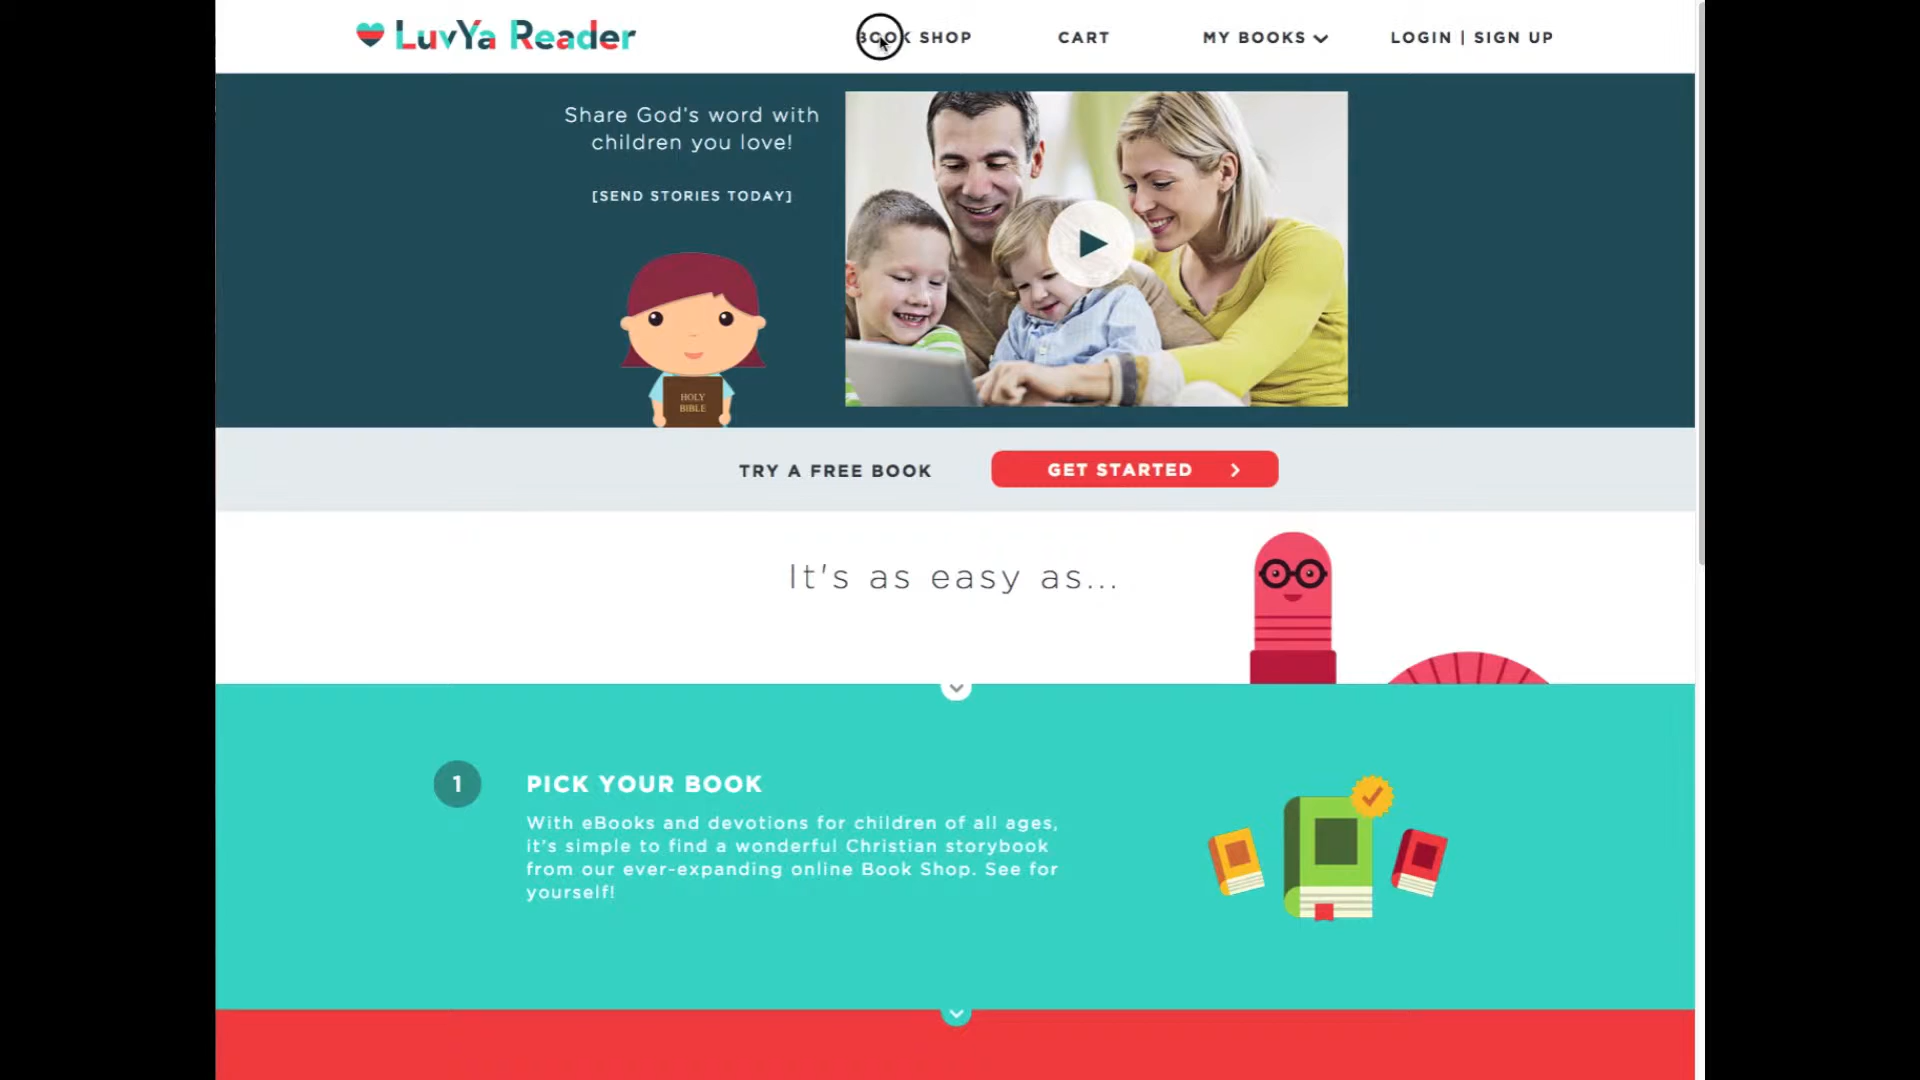 LuvYa Reader
BOOK SHOP
CART
MY BOOKS
LOGIN | SIGN UP
Share God's word with
children you love!
[SEND STORIES TODAY]
HOLY
BIBLE
TRY A FREE BOOK
GET STARTED
It's as easy as...
1
PICK YOUR BOOK
With eBooks and devotions for children of all ages,
it's simple to find a wonderful Christian storybook
from our ever-expanding online Book Shop. See for
yourself!